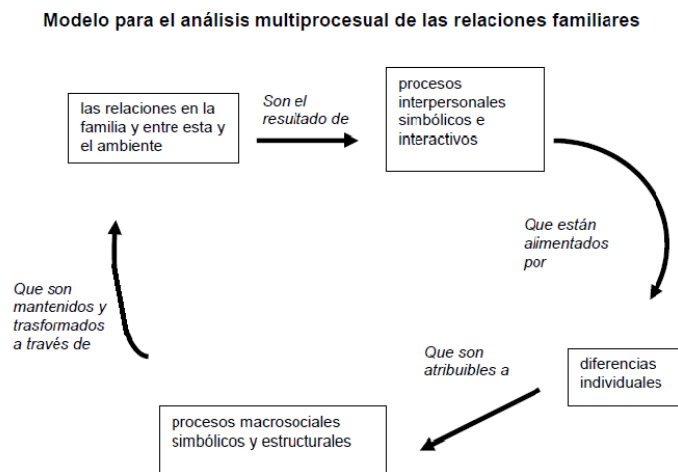 Modelo para el análisis multiprocesual de las relaciones familiares
las relaciones en la
familia y entre esta y
el ambiente
Son el
resultado de
procesos
interpersonales
simbólicos e
interactivos
Que están
alimentados
por
diferencias
individuales
Que son
atribuibles a
procesos macrosociales
simbólicos y estructurales
Que son
mantenidos y
trasformados
a través de